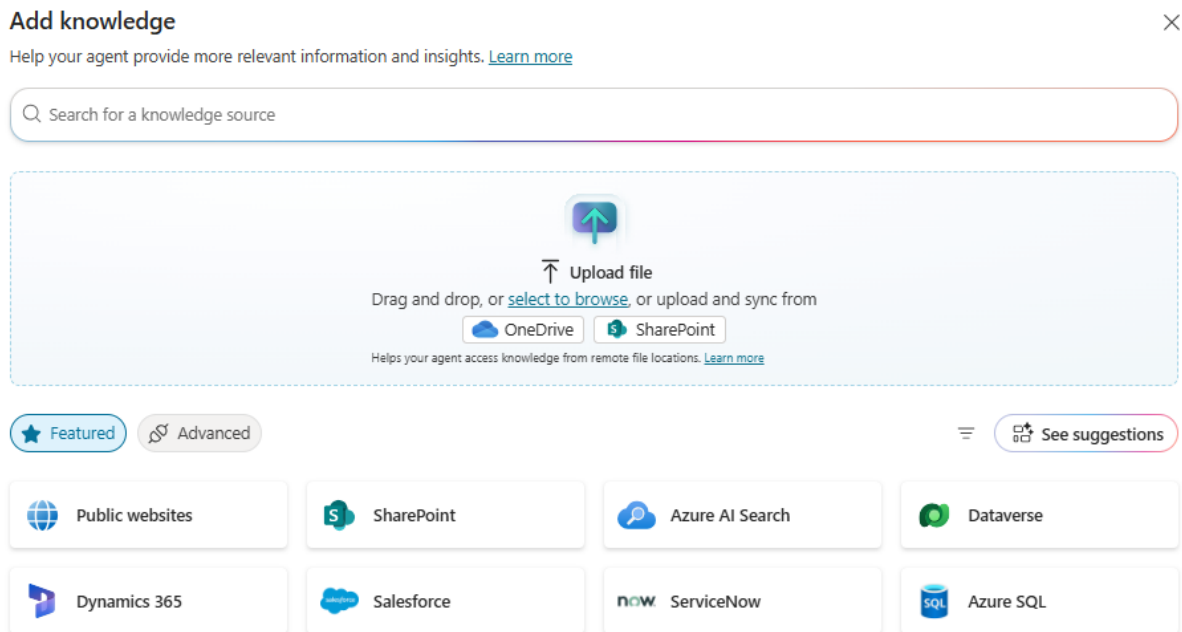 Add knowledge
Help your agent provide more relevant information and insights. Learn more
Search for a knowledge source
Upload file
Drag and drop, or select to browse, or upload and sync from
OneDrive
SharePoint
Helps your agent access knowledge from remote file locations. Learn more
Featured
Advanced
See suggestions
Public websites
S
SharePoint
Azure AI Search
Dataverse
Dynamics 365
salesforce
Salesforce
now.
ServiceNow
SQL
Azure SQL